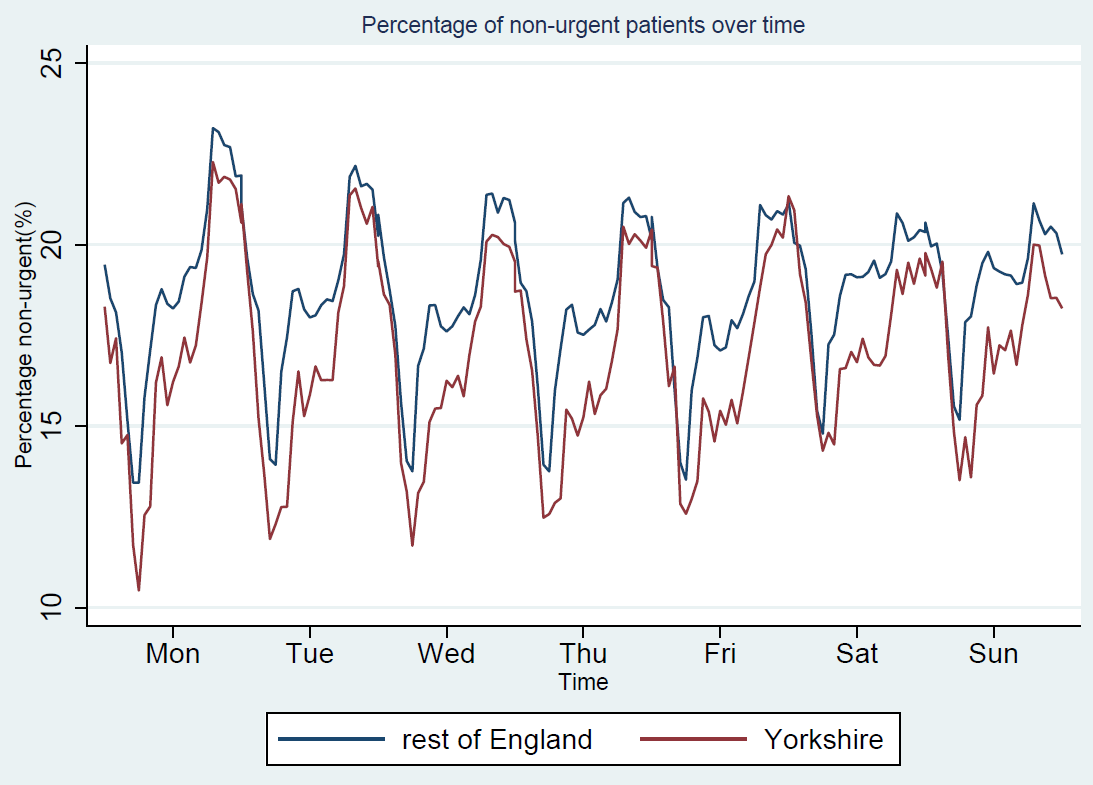 Percentage of non-urgent patients over time
Percentage non-urgent(%)
25
20
15
10
Mon Tue Wed Thu Fri Sat Sun
Time
rest of England Yorkshire